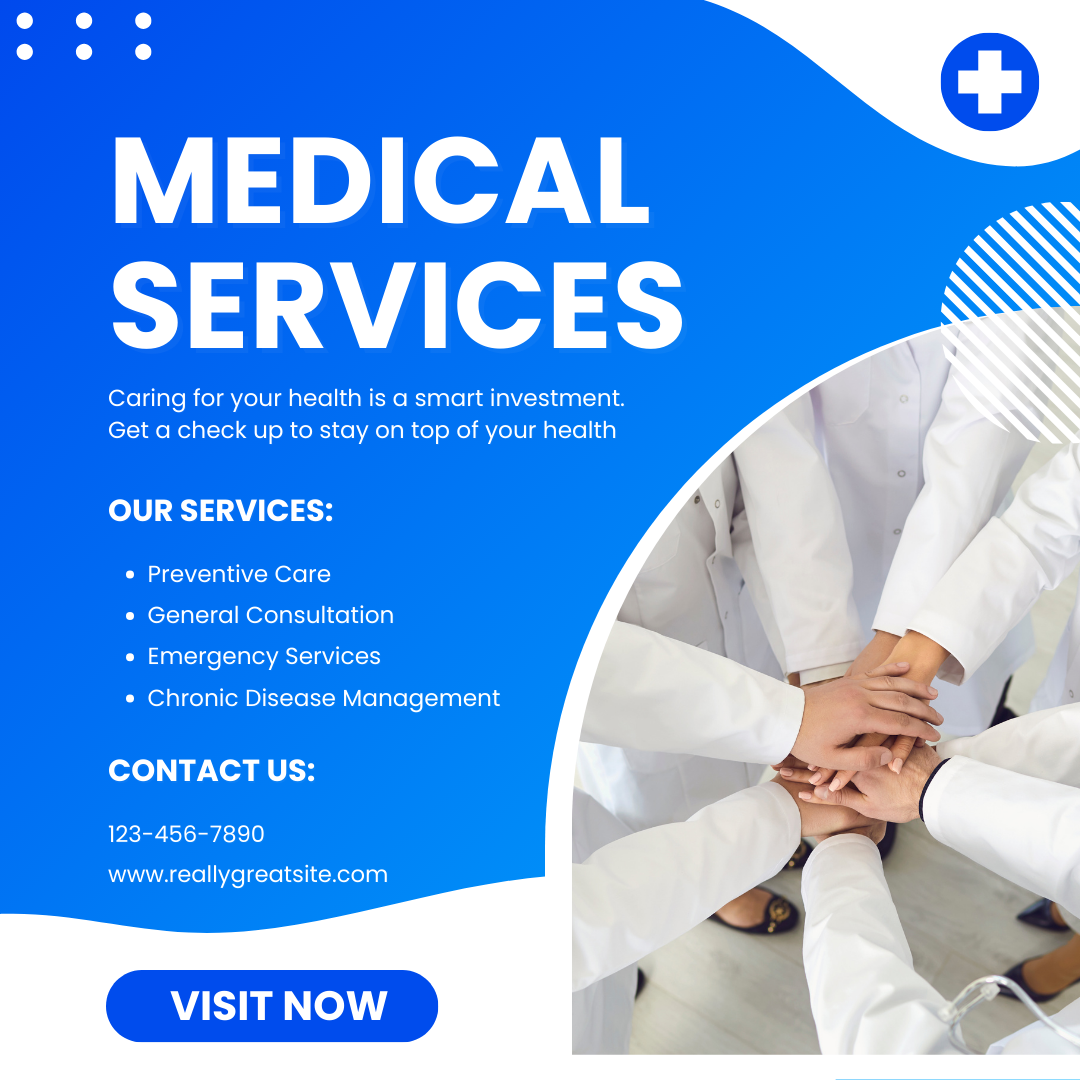 MEDICAL
SERVICES
Caring for your health is a smart investment.
Get a check up to stay on top of your health
OUR SERVICES:
• Preventive Care
• General Consultation
• Emergency Services
• Chronic Disease Management
CONTACT US:
123-456-7890
www.reallygreatsite.com
VISIT NOW